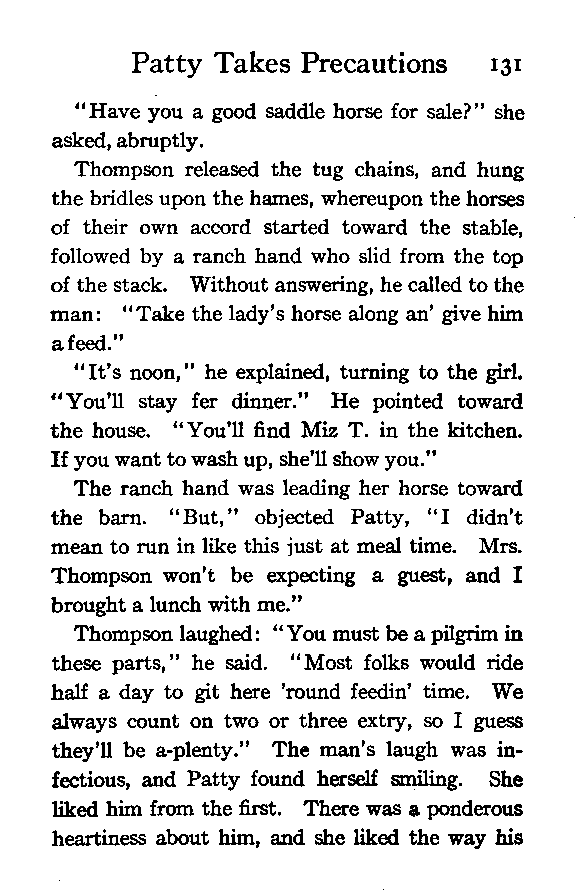 Patty Takes Precautions 131
"Have you a good saddle horse for sale?" she
asked, abruptly.
Thompson released the tug chains, and hung
the bridles upon the hames, whereupon the horses
of their own accord started toward the stable,
followed by a ranch hand who slid from the top
of the stack. Without answering, he called to the
man: "Take the lady's horse along an' give him
a feed."
"It's noon," he explained, turning to the girl.
"You'll stay fer dinner." He pointed toward
the house. "You'll find Miz T. in the kitchen.
If you want to wash up, she'll show you."
The ranch hand was leading her horse toward
the barn. "But," objected Patty, "I didn't
mean to run in like this just at meal time. Mrs.
Thompson won't be expecting a guest, and I
brought a lunch with me."
Thompson laughed: "You must be a pilgrim in
these parts," he said. "Most folks would ride
half a day to git here 'round feedin' time. We
always count on two or three extry, so I guess
they'll be a-plenty." The man's laugh was in-
fectious, and Patty found herself smiling. She
liked him from the first. There was a ponderous
heartiness about him, and she liked the way his